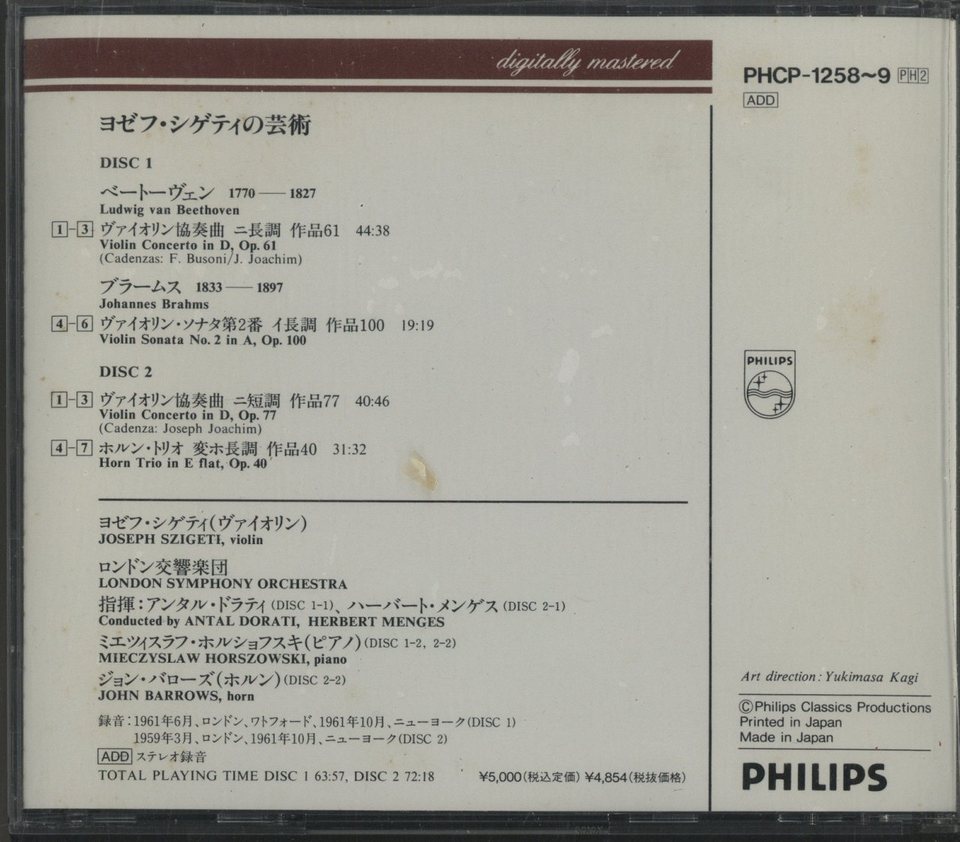 digitally mastered
PHCP-1258~9 PH2
ADD
ヨゼフ・シゲティの芸術
DISC 1
ベートーヴェン 1770—1827
Ludwig van Beethoven
1-3 ヴァイオリン協奏曲 ニ長調 作品61 44:38
Violin Concerto in D, Op. 61
(Cadenzas: F. Busoni/J. Joachim)
ブラームス 1833—1897
Johannes Brahms
4-6 ヴァイオリン・ソナタ第2番 イ長調 作品100 19:19
Violin Sonata No. 2 in A, Op. 100
DISC 2
1-3 ヴァイオリン協奏曲 ニ短調 作品77 40:46
Violin Concerto in D, Op. 77
(Cadenza: Joseph Joachim)
4-7 ホルン・トリオ 変ホ長調 作品40 31:32
Horn Trio in E flat, Op. 40
ヨゼフ・シゲティ(ヴァイオリン)
JOSEPH SZIGETI, violin
ロンドン交響楽団
LONDON SYMPHONY ORCHESTRA
指揮:アンタル・ドラティ(DISC 1-1)、ハーバート・メンゲス(DISC 2-1)
Conducted by ANTAL DORATI, HERBERT MENGES
ミエツィスラフ・ホルショフスキ(ピアノ)(DISC 1-2, 2-2)
MIECZYSLAW HORSZOWSKI, piano
ジョン・バローズ(ホルン)(DISC 2-2)
JOHN BARROWS, horn
録音:1961年6月、ロンドン、ワトフォード、1961年10月、ニューヨーク(DISC 1)
1959年3月、ロンドン、1961年10月、ニューヨーク(DISC 2)
ADD ステレオ録音
TOTAL PLAYING TIME DISC 1 63:57, DISC 2 72:18 ¥5,000(税込定価) ¥4,854(税抜価格)
PHILIPS
Art direction: Yukimasa Kagi
©Philips Classics Productions
Printed in Japan
Made in Japan
PHILIPS